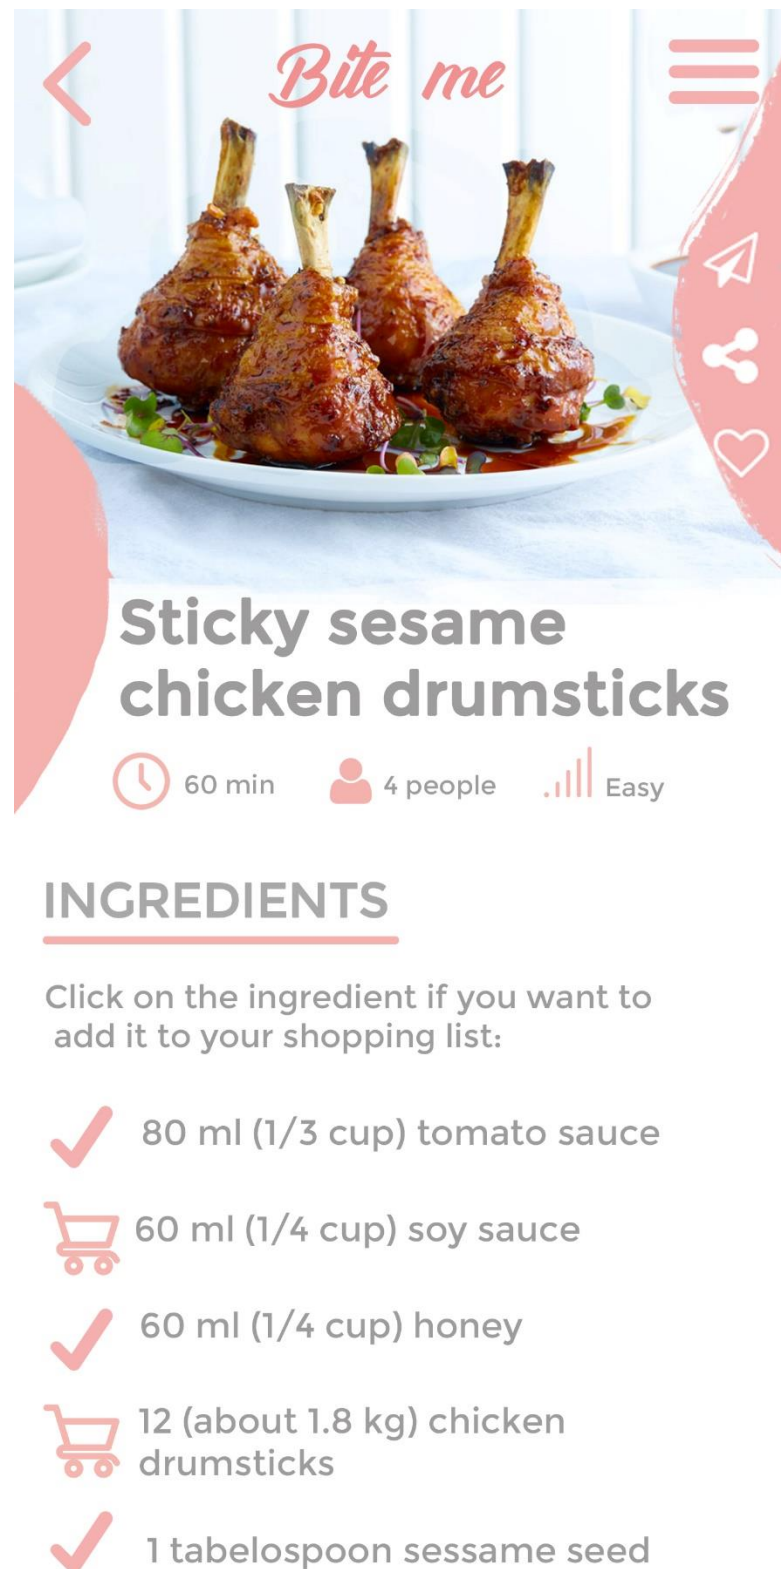 Bite me
Sticky sesame
chicken drumsticks
60 min
4 people
Easy
INGREDIENTS
Click on the ingredient if you want to
add it to your shopping list:
80 ml (1/3 cup) tomato sauce
60 ml (1/4 cup) soy sauce
60 ml (1/4 cup) honey
12 (about 1.8 kg) chicken
drumsticks
1 tabelospoon sessame seed